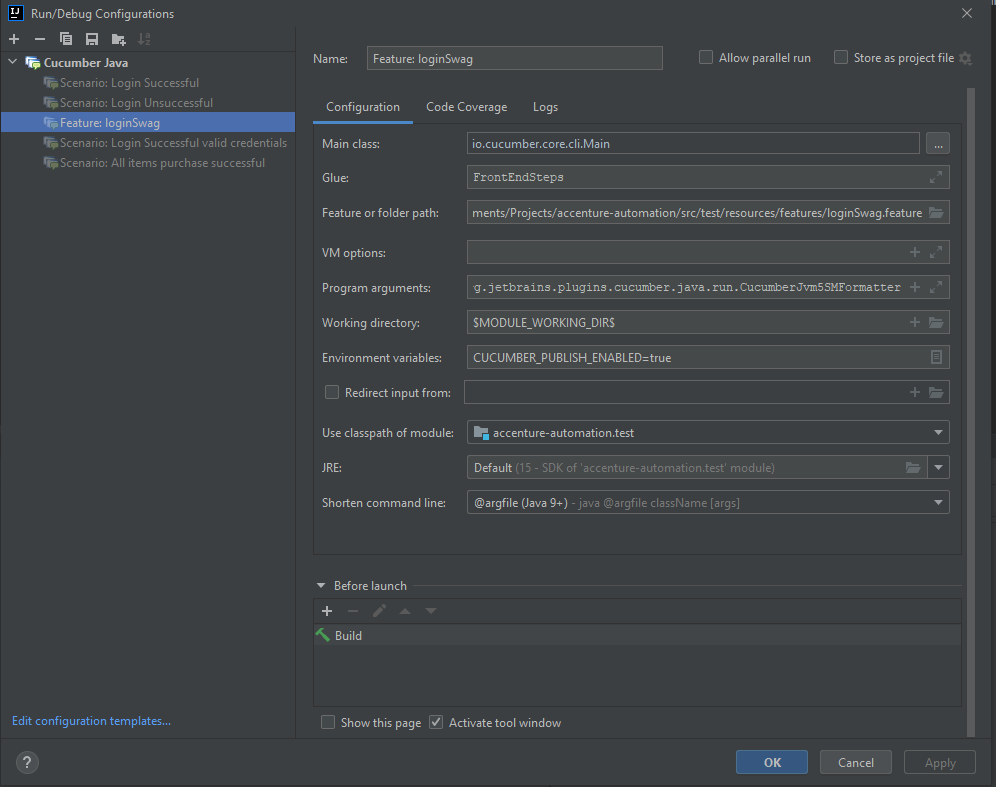 Run/Debug Configurations
Cucumber Java
Scenario: Login Successful
Scenario: Login Unsuccessful
Feature: loginSwag
Scenario: Login Successful valid credentials
Scenario: All items purchase successful
Edit configuration templates...
Name: Feature: loginSwag Allow parallel run Store as project file
Configuration Code Coverage Logs
Main class: io.cucumber.core.cli.Main ...
Glue: FrontEndSteps
Feature or folder path: ments/Projects/accenture-automation/src/test/resources/features/loginSwag.feature
VM options:
Program arguments: g.jetbrains.plugins.cucumber.java.run.CucumberJvm5SMFormatter
Working directory: $MODULE_WORKING_DIR$
Environment variables: CUCUMBER_PUBLISH_ENABLED=true
Redirect input from:
Use classpath of module: accenture-automation.test
JRE: Default (15 - SDK of 'accenture-automation.test' module)
Shorten command line: @argfile (Java 9+) - java @argfile className [args]
Before launch
Build
Show this page Activate tool window
? OK Cancel Apply